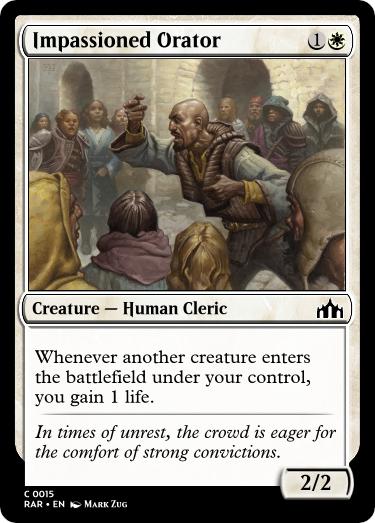 Impassioned Orator 1
Creature — Human Cleric
Whenever another creature enters
the battlefield under your control,
you gain 1 life.
In times of unrest, the crowd is eager for
the comfort of strong convictions.
2/2
C 0015
RAR • EN Mark Zug